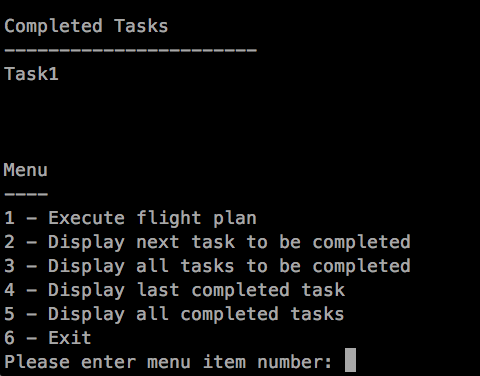 Completed Tasks
-----------------------
Task1
Menu
----
1 - Execute flight plan
2 - Display next task to be completed
3 - Display all tasks to be completed
4 - Display last completed task
5 - Display all completed tasks
6 - Exit
Please enter menu item number: